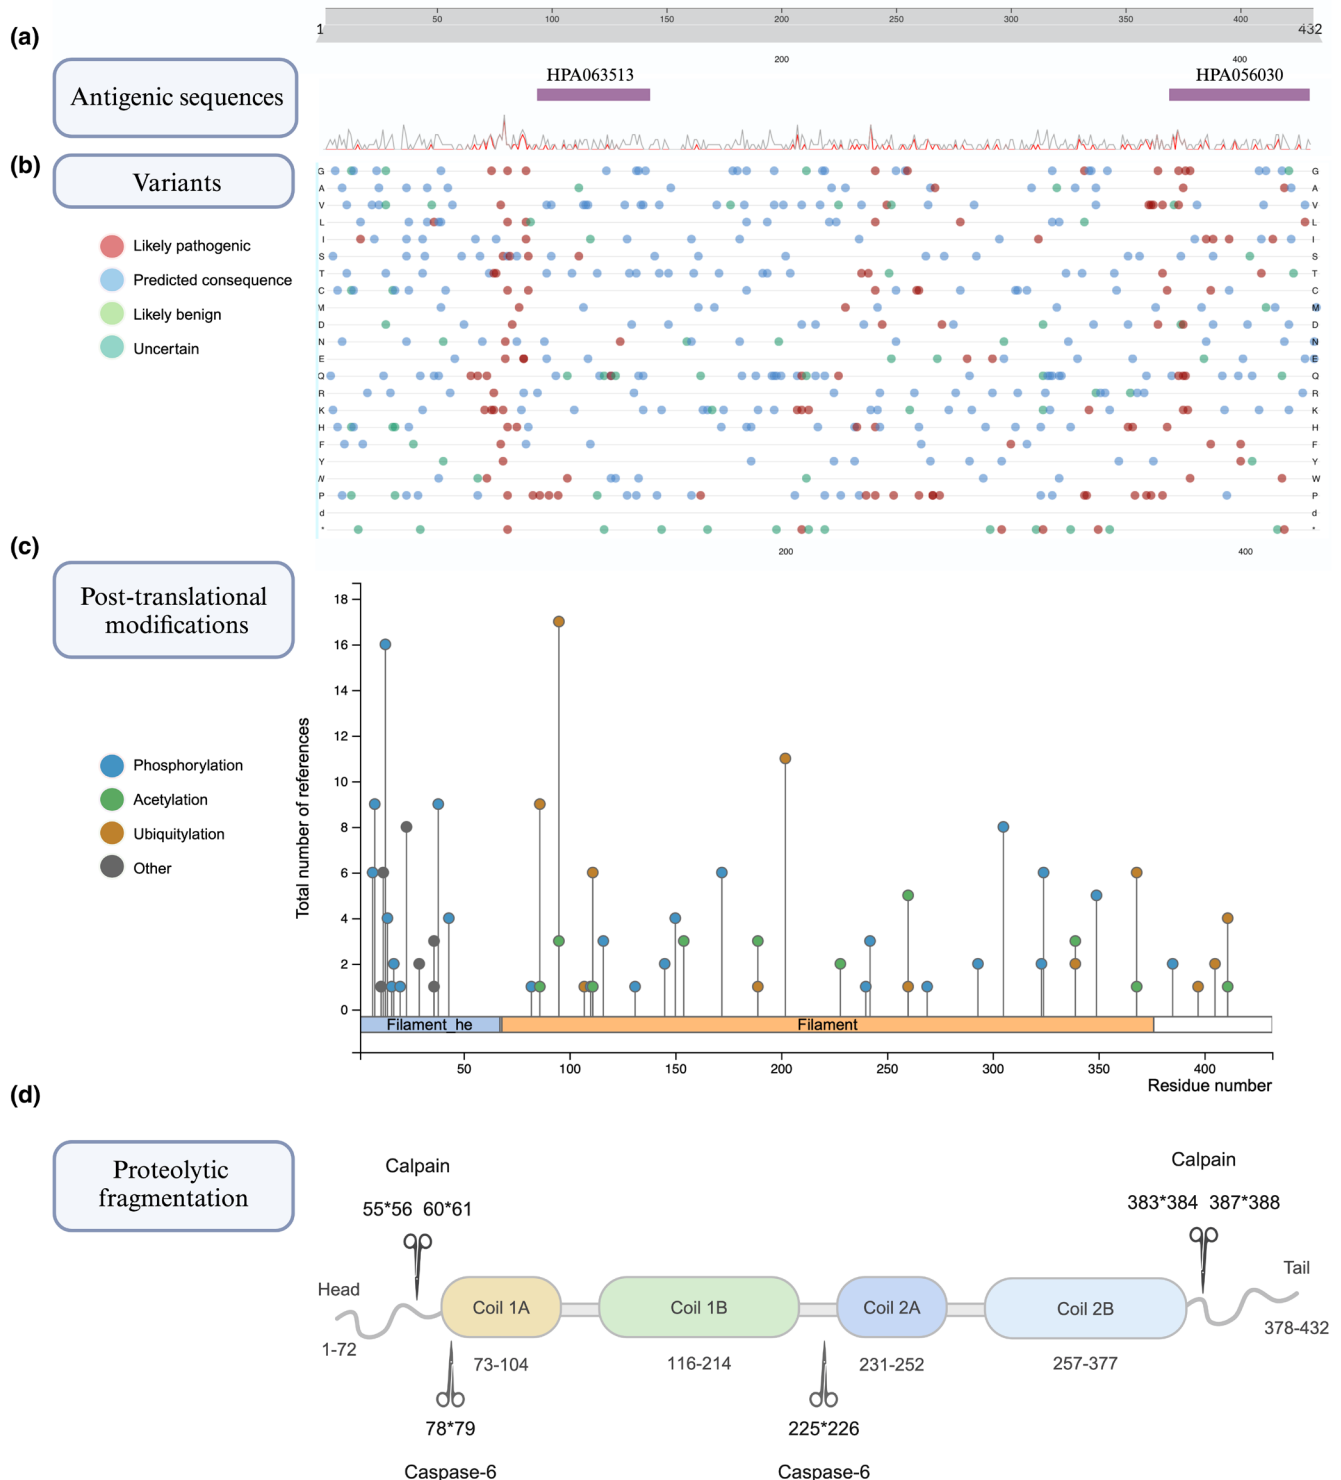 (a)
50 100 150 200 250 300 350 400
1 432
200 400
Antigenic sequences
HPA063513 HPA056030
(b)
Variants
Likely pathogenic
Predicted consequence
Likely benign
Uncertain
G G
A A
V V
L L
I I
S S
T T
C C
M M
D D
N N
E E
Q Q
R R
K K
H H
F F
Y Y
W W
P P
d d
* *
200 400
(c)
Post-translational
modifications
Phosphorylation
Acetylation
Ubiquitylation
Other
Total number of references
18
16
14
12
10
8
6
4
2
0
Filament_he Filament
50 100 150 200 250 300 350 400
Residue number
(d)
Proteolytic
fragmentation
Calpain Calpain
55*56 60*61 383*384 387*388
Head Tail
Coil 1A Coil 1B Coil 2A Coil 2B
1-72 73-104 116-214 231-252 257-377 378-432
78*79 225*226
Caspase-6 Caspase-6